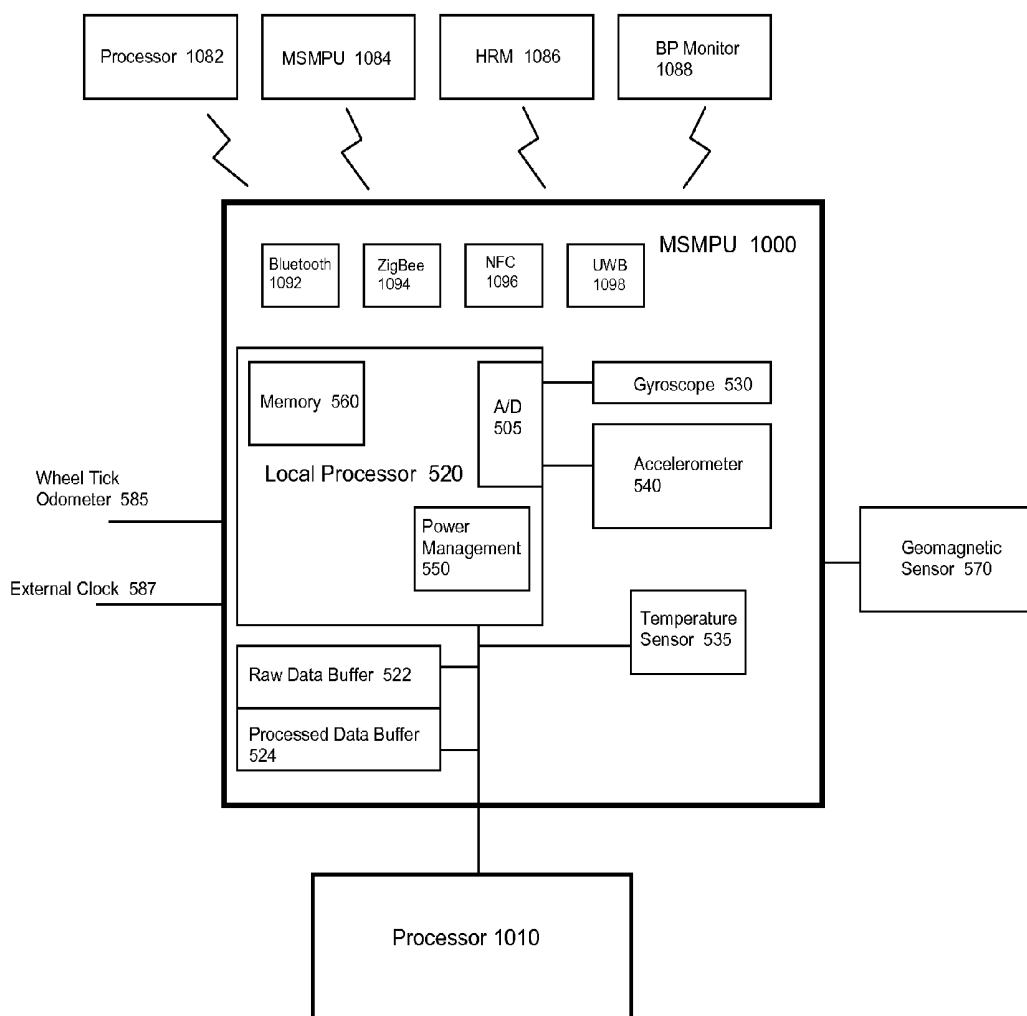 Processor 1082
MSMPU 1084
HRM 1086
BP Monitor
1088
MSMPU 1000
Bluetooth
1092
ZigBee
1094
NFC
1096
UWB
1098
Memory 560
A/D
505
Gyroscope 530
Local Processor 520
Accelerometer
540
Wheel Tick
Odometer 585
Power
Management
550
Geomagnetic
Sensor 570
External Clock 587
Temperature
Sensor 535
Raw Data Buffer 522
Processed Data Buffer
524
Processor 1010